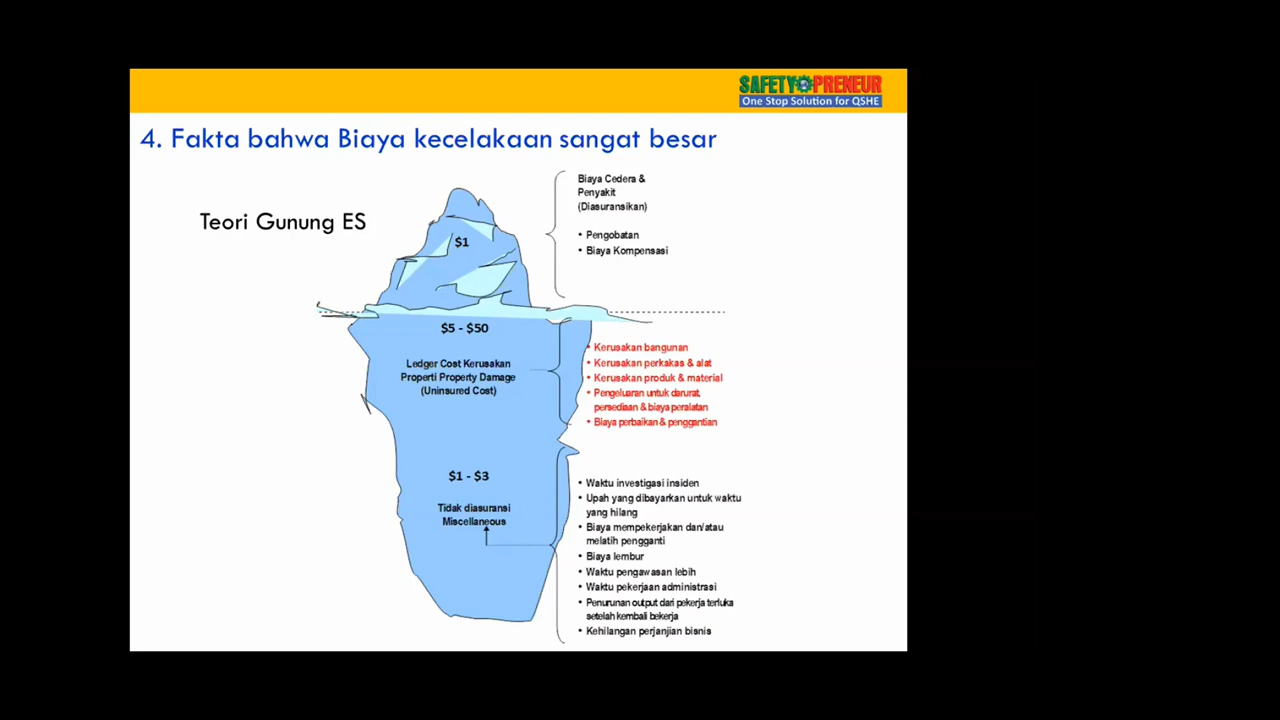 SAFETYPRENEUR
One Stop Solution for QSHE
4. Fakta bahwa Biaya kecelakaan sangat besar
Teori Gunung ES
$1
Biaya Cedera &
Penyakit
(Diasuransikan)
• Pengobatan
• Biaya Kompensasi
$5 - $50
Ledger Cost Kerusakan
Properti Property Damage
(Uninsured Cost)
• Kerusakan bangunan
• Kerusakan perkakas & alat
• Kerusakan produk & material
• Pengeluaran untuk darurat,
persediaan & biaya peralatan
• Biaya perbaikan & penggantian
$1 - $3
Tidak diasuransi
Miscellaneous
• Waktu investigasi insiden
• Upah yang dibayarkan untuk waktu
yang hilang
• Biaya mempekerjakan dan/atau
melatih pengganti
• Biaya lembur
• Waktu pengawasan lebih
• Waktu pekerjaan administrasi
• Penurunan output dari pekerja terluka
setelah kembali bekerja
• Kehilangan perjanjian bisnis